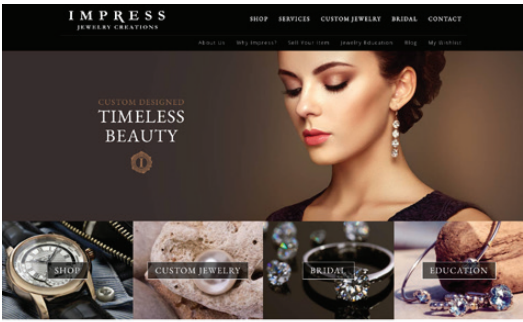 IMPRESS
JEWELRY CREATIONS
SHOP SERVICES CUSTOM JEWELRY BRIDAL CONTACT
About Us Why Impress? Sell Your Item Jewelry Education Blog My Wishlist
CUSTOM DESIGNED
TIMELESS
BEAUTY
I
SHOP
CUSTOM JEWELRY
BRIDAL
EDUCATION